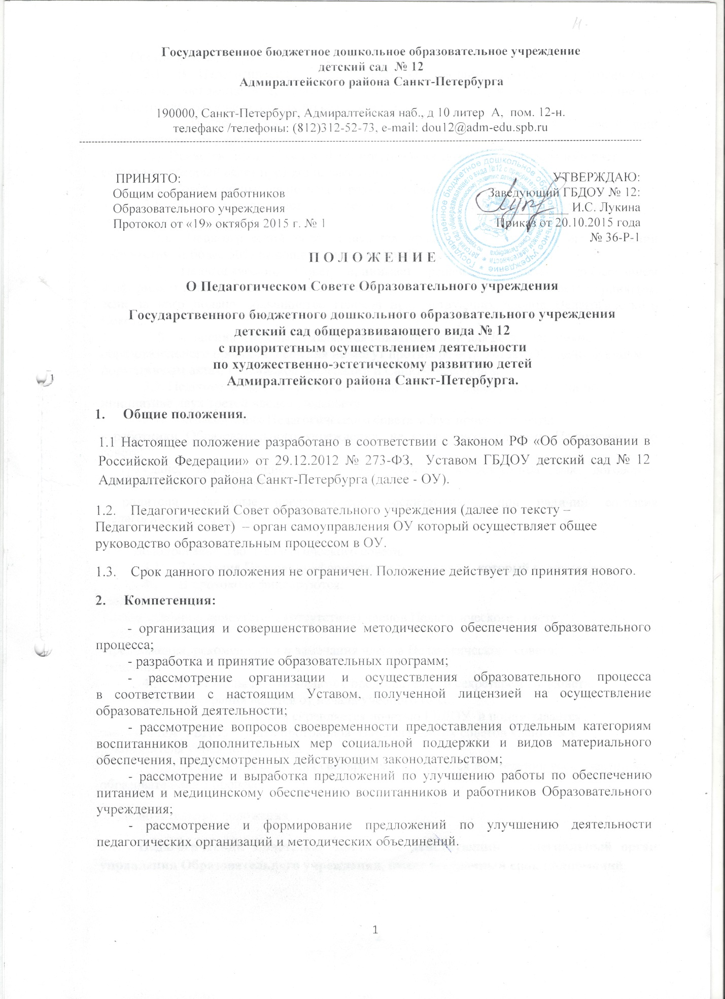 Государственное бюджетное дошкольное образовательное учреждение
детский сад № 12
Адмиралтейского района Санкт-Петербурга
190000, Санкт-Петербург, Адмиралтейская наб., д 10 литер А, пом. 12-н.
телефакс /телефоны: (812)312-52-73, e-mail: dou12@adm-edu.spb.ru
ПРИНЯТО:
Общим собранием работников
Образовательного учреждения
Протокол от «19» октября 2015 г. № 1
УТВЕРЖДАЮ:
Заведующий ГБДОУ № 12:
И.С. Лукина
Приказ от 20.10.2015 года
№ 36-Р-1
П О Л О Ж Е Н И Е
О Педагогическом Совете Образовательного учреждения
Государственного бюджетного дошкольного образовательного учреждения
детский сад общеразвивающего вида № 12
с приоритетным осуществлением деятельности
по художественно-эстетическому развитию детей
Адмиралтейского района Санкт-Петербурга.
1. Общие положения.
1.1 Настоящее положение разработано в соответствии с Законом РФ «Об образовании в
Российской Федерации» от 29.12.2012 № 273-ФЗ, Уставом ГБДОУ детский сад № 12
Адмиралтейского района Санкт-Петербурга (далее - ОУ).
1.2. Педагогический Совет образовательного учреждения (далее по тексту –
Педагогический совет) – орган самоуправления ОУ который осуществляет общее
руководство образовательным процессом в ОУ.
1.3. Срок данного положения не ограничен. Положение действует до принятия нового.
2. Компетенция:
- организация и совершенствование методического обеспечения образовательного
процесса;
- разработка и принятие образовательных программ;
- рассмотрение организации и осуществления образовательного процесса
в соответствии с настоящим Уставом, полученной лицензией на осуществление
образовательной деятельности;
- рассмотрение вопросов своевременности предоставления отдельным категориям
воспитанников дополнительных мер социальной поддержки и видов материального
обеспечения, предусмотренных действующим законодательством;
- рассмотрение и выработка предложений по улучшению работы по обеспечению
питанием и медицинскому обеспечению воспитанников и работников Образовательного
учреждения;
- рассмотрение и формирование предложений по улучшению деятельности
педагогических организаций и методических объединений.
1